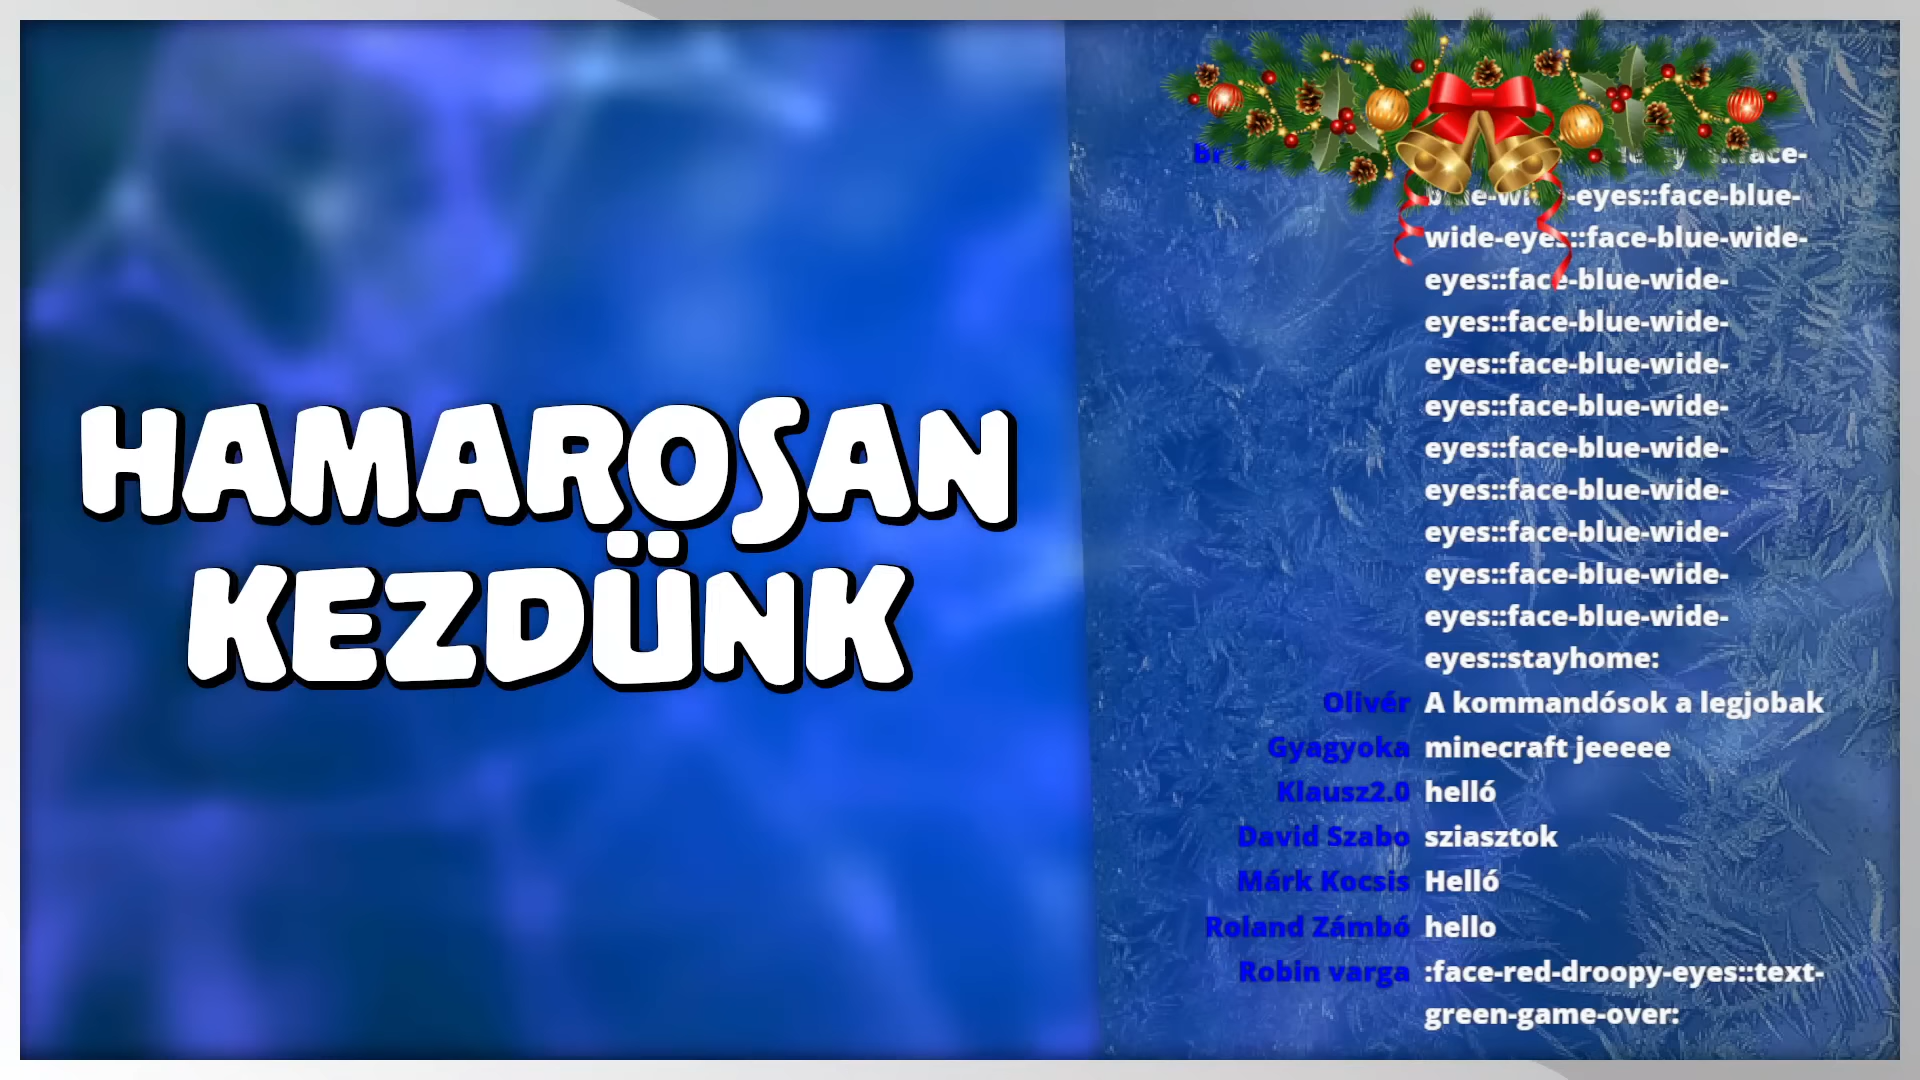 HAMAROSAN
KEZDÜNK
-eyes::face-blue-
wide-eyes::face-blue-wide-
eyes::face-blue-wide-
eyes::face-blue-wide-
eyes::face-blue-wide-
eyes::face-blue-wide-
eyes::face-blue-wide-
eyes::face-blue-wide-
eyes::face-blue-wide-
eyes::face-blue-wide-
eyes::face-blue-wide-
eyes::stayhome:
Olivér A kommandósok a legjobak
Gyagyoka minecraft jeeeee
Klausz2.0 helló
David Szabo sziasztok
Márk Kocsis Helló
Roland Zámbó hello
Robin varga :face-red-droopy-eyes::text-
green-game-over: